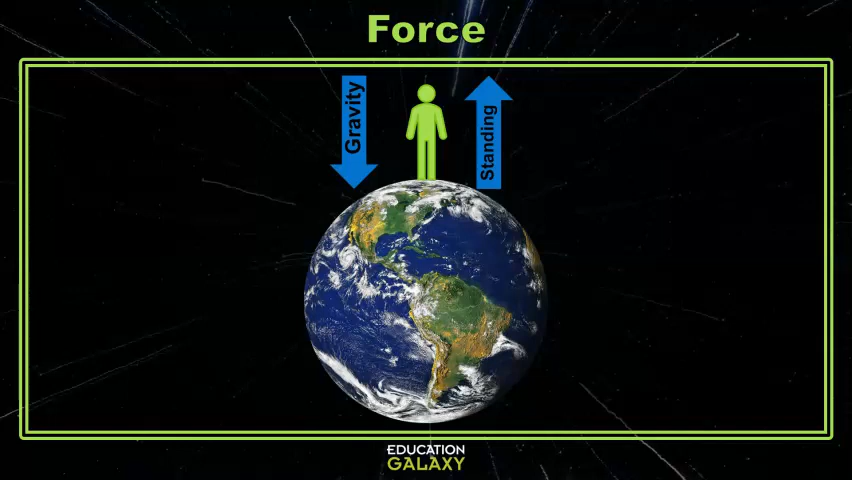 Force
Gravity
Standing
EDUCATION
GALAXY